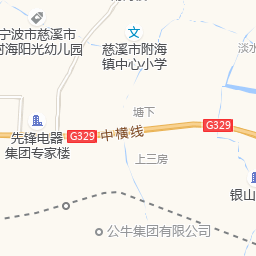 宁波市慈溪市
附海阳光幼儿园
慈溪市附海
镇中心小学
淡水
塘下
G329
中横线
G329
先锋电器
集团专家楼
上三房
银山
公牛集团有限公司